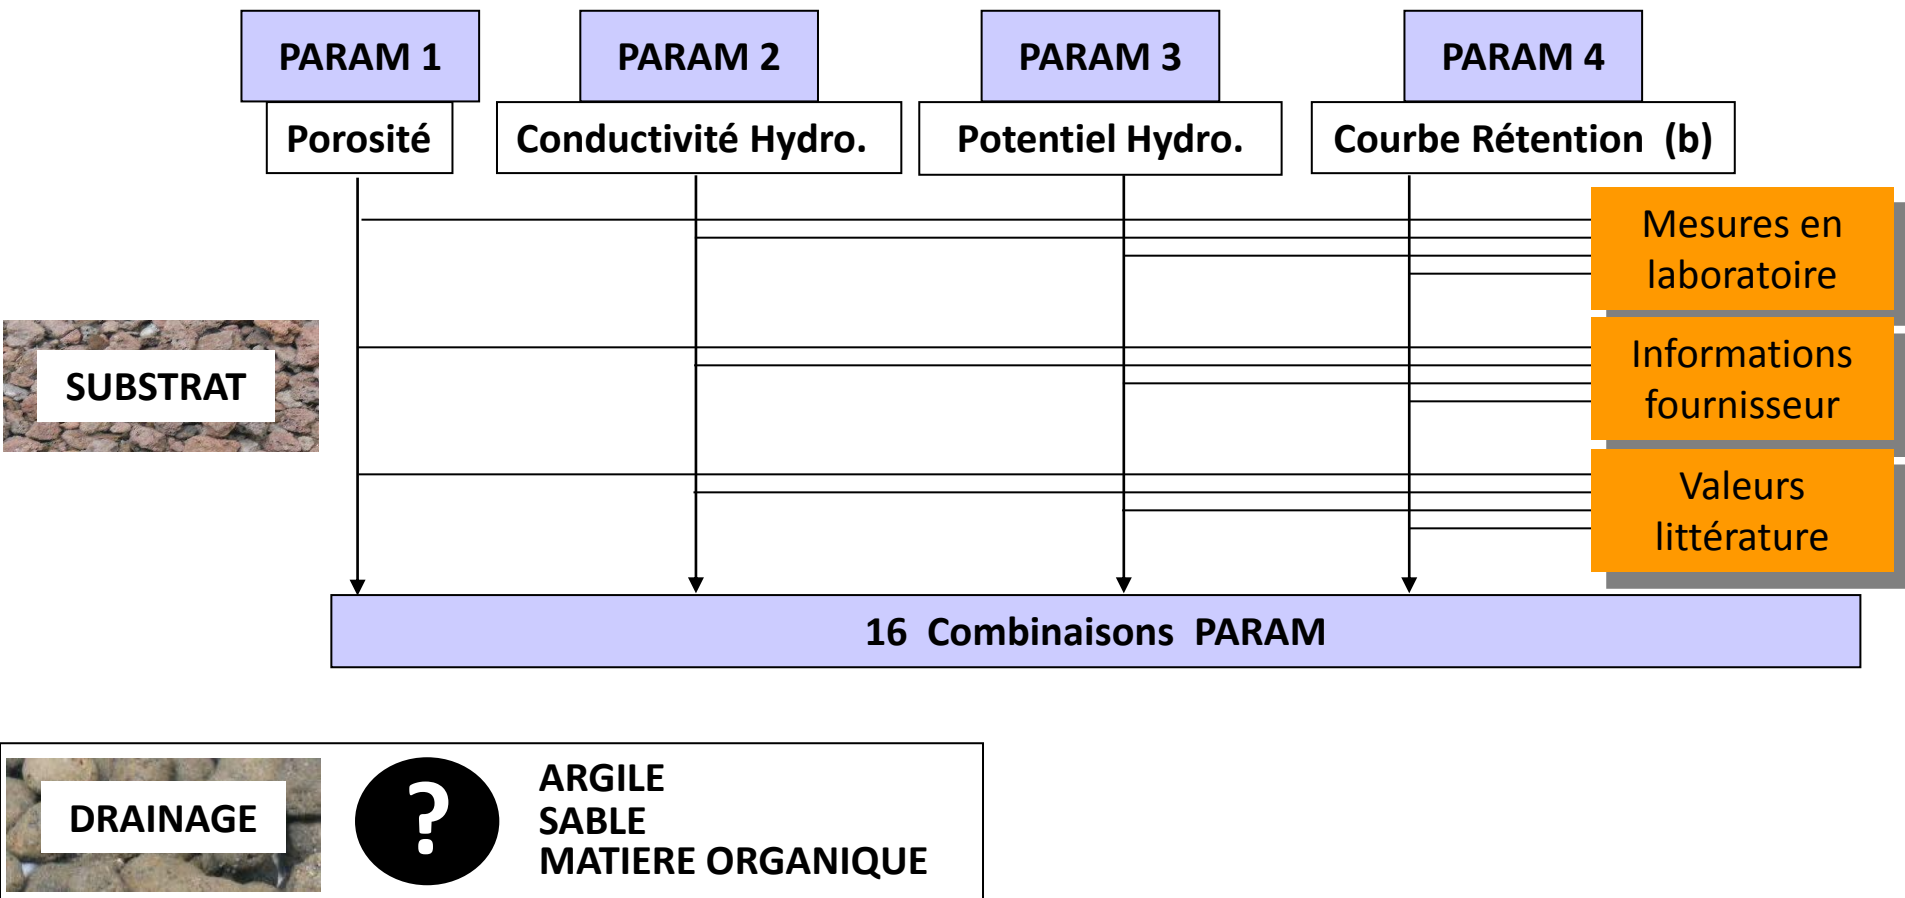 PARAM 1
PARAM 2
PARAM 3
PARAM 4
Porosité
Conductivité Hydro.
Potentiel Hydro.
Courbe Rétention (b)
Mesures en
laboratoire
Informations
fournisseur
Valeurs
littérature
SUBSTRAT
16 Combinaisons PARAM
DRAINAGE
?
ARGILE
SABLE
MATIERE ORGANIQUE